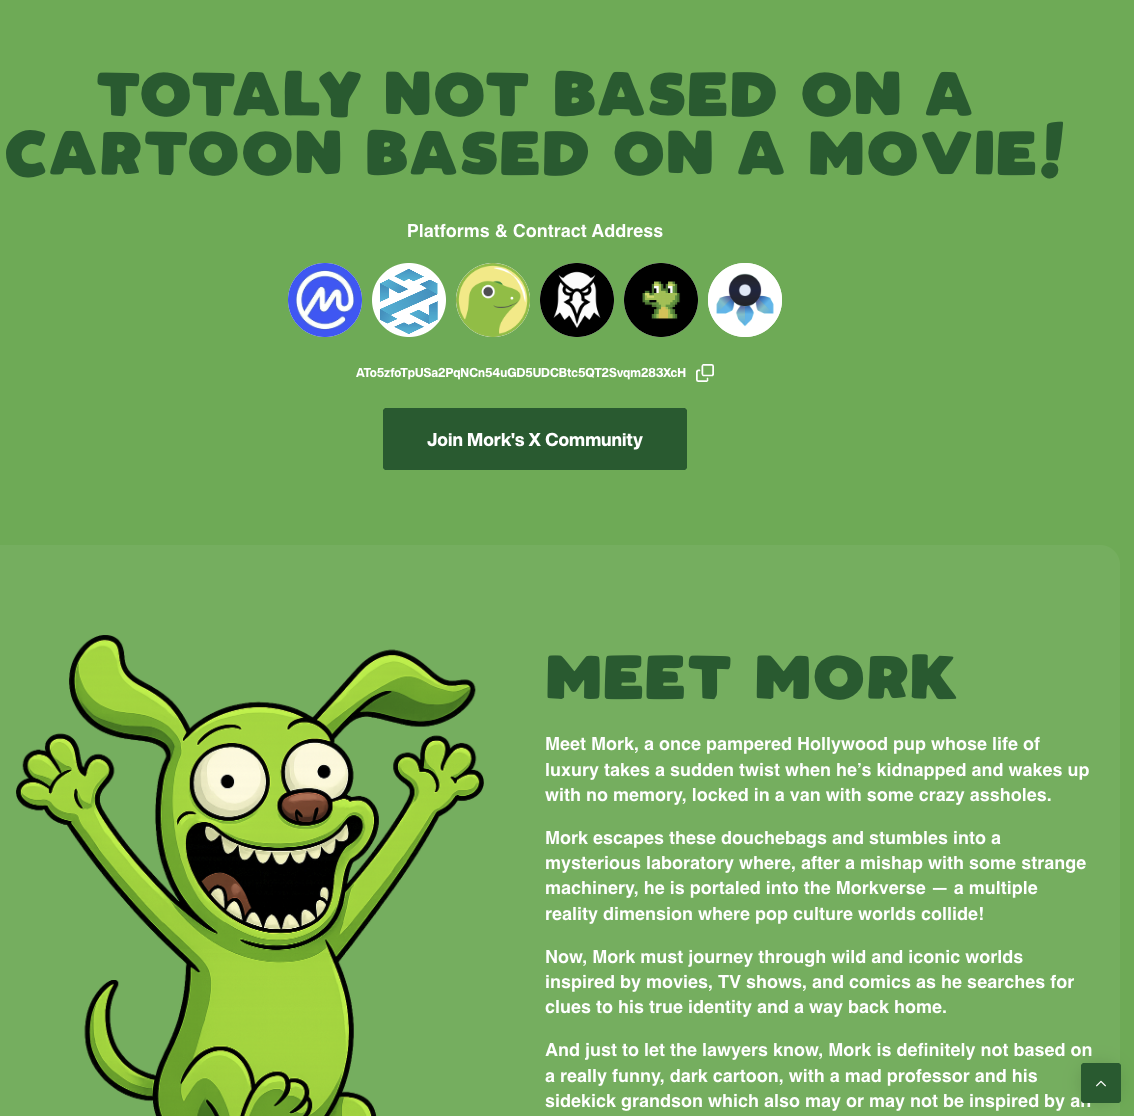 TOTALY NOT BASED ON A
CARTOON BASED ON A MOVIE!
Platforms & Contract Address
ATo5zfoTpUSa2PqNCn54uGD5UDCBtc5QT2Svqm283XcH
Join Mork's X Community
MEET MORK
Meet Mork, a once pampered Hollywood pup whose life of
luxury takes a sudden twist when he’s kidnapped and wakes up
with no memory, locked in a van with some crazy assholes.
Mork escapes these douchebags and stumbles into a
mysterious laboratory where, after a mishap with some strange
machinery, he is portaled into the Morkverse — a multiple
reality dimension where pop culture worlds collide!
Now, Mork must journey through wild and iconic worlds
inspired by movies, TV shows, and comics as he searches for
clues to his true identity and a way back home.
And just to let the lawyers know, Mork is definitely not based on
a really funny, dark cartoon, with a mad professor and his
sidekick grandson which also may or may not be inspired by an